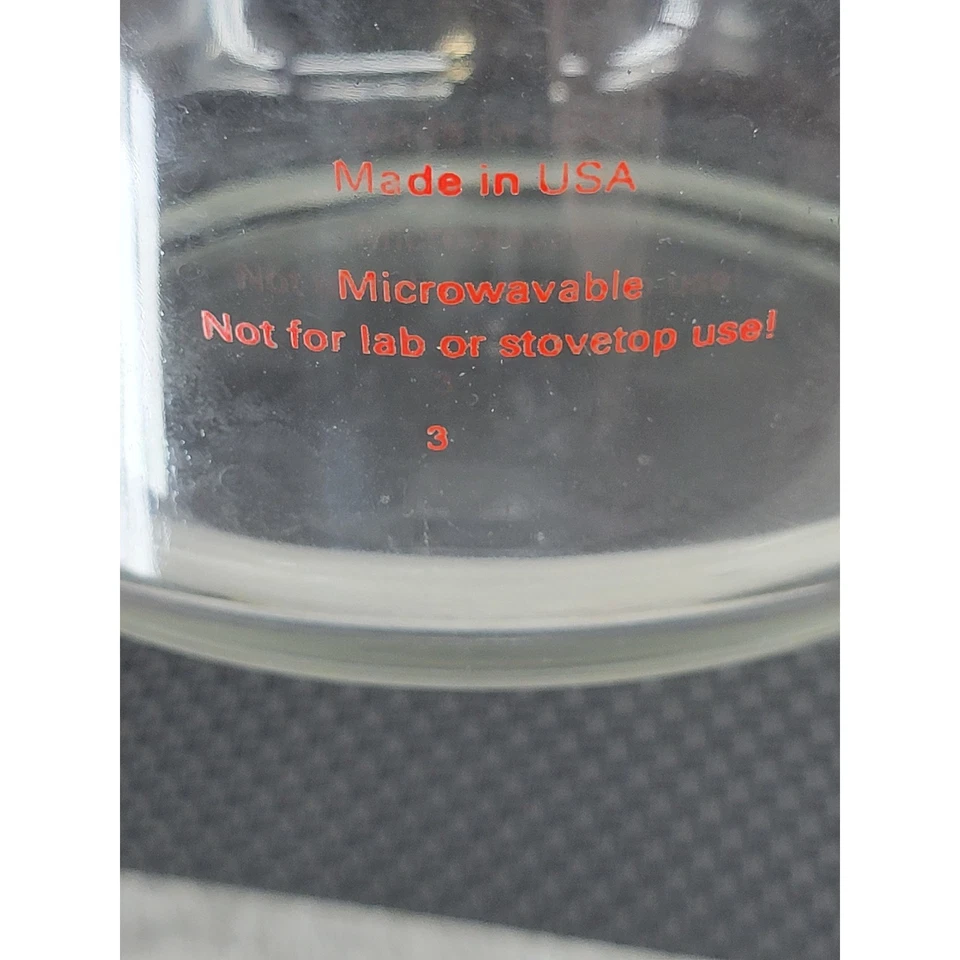 Made in USA
Microwavable
Not for lab or stovetop use!
3